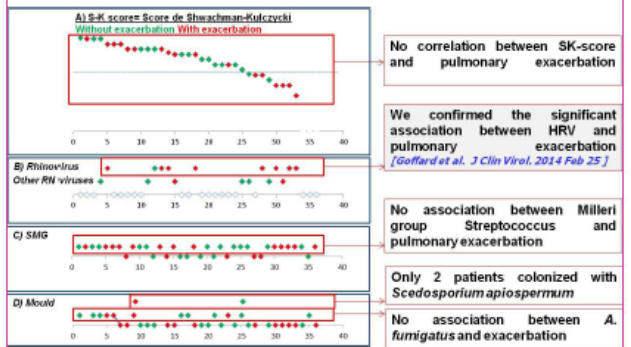 A) S-K score= Score de Shwachman-Kulczycki
Without exacerbation With exacerbation
0 5 10 15 20 25 30 35 40
No correlation between SK-score
and pulmonary exacerbation
We confirmed the significant
association between HRV and
pulmonary exacerbation
[Goffard et al. J Clin Virol. 2014 Feb 25 ]
B) Rhinovirus
Other RN viruses
0 5 10 15 20 25 30 35 40
C) SMG
0 5 10 15 20 25 30 35 40
No association between Milleri
group Streptococcus and
pulmonary exacerbation
Only 2 patients colonized with
Scedosporium apiospermum
D) Mould
0 5 10 15 20 25 30 35 40
No association between A.
fumigatus and exacerbation